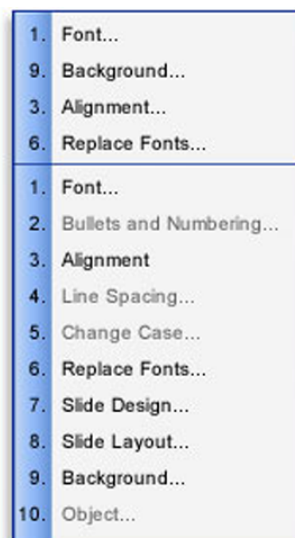 1. Font...
9. Background...
3. Alignment...
6. Replace Fonts...
1. Font...
2. Bullets and Numbering...
3. Alignment
4. Line Spacing...
5. Change Case...
6. Replace Fonts...
7. Slide Design...
8. Slide Layout...
9. Background...
10. Object...